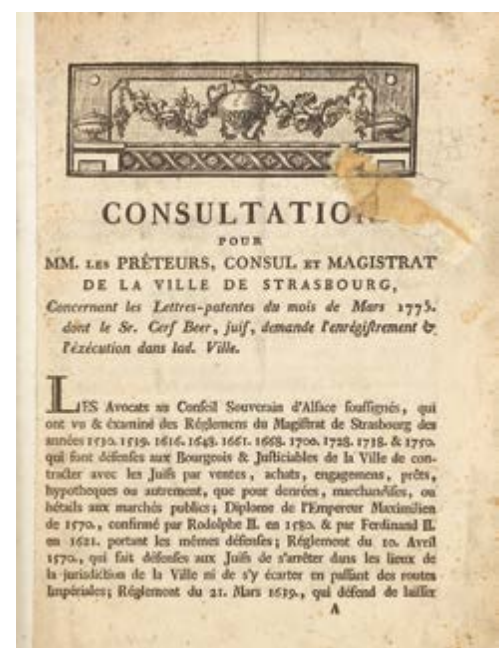 CONSULTATION
POUR
MM. LES PRÉTEURS, CONSUL ET MAGISTRAT
DE LA VILLE DE STRASBOURG,
Concernant les Lettres-patentes du mois de Mars 1775.
dont le Sr. Cerf Beer, juif, demande l'enrégiſtrement &
l'éxécution dans lad. Ville.
LES Avocats au Conſeil Souverain d'Alſace ſouſſignés, qui
ont vu & éxaminé des Réglemens du Magiſtrat de Strasbourg des
années 1530. 1539. 1616. 1648. 1661. 1668. 1700. 1728. 1738. & 1750.
qui font défenſes aux Bourgeois & Juſticiables de la Ville de con-
tracter avec les Juifs par ventes, achats, engagemens, prêts,
hypotheques ou autrement, que pour denrées, marchandiſes, ou
bétails aux marchés publics; Diplome de l'Empereur Maximilien
de 1570., confirmé par Rodolphe II. en 1580. & par Ferdinand II.
en 1621. portant les mêmes défenſes; Réglement du 10. Avril
1570., qui fait défenſes aux Juifs de s'arrêter dans les lieux de
la jurisdiction de la Ville ni de s'y écarter en paſſant des routes
Impériales; Réglement du 21. Mars 1639., qui défend de laiſſer
A